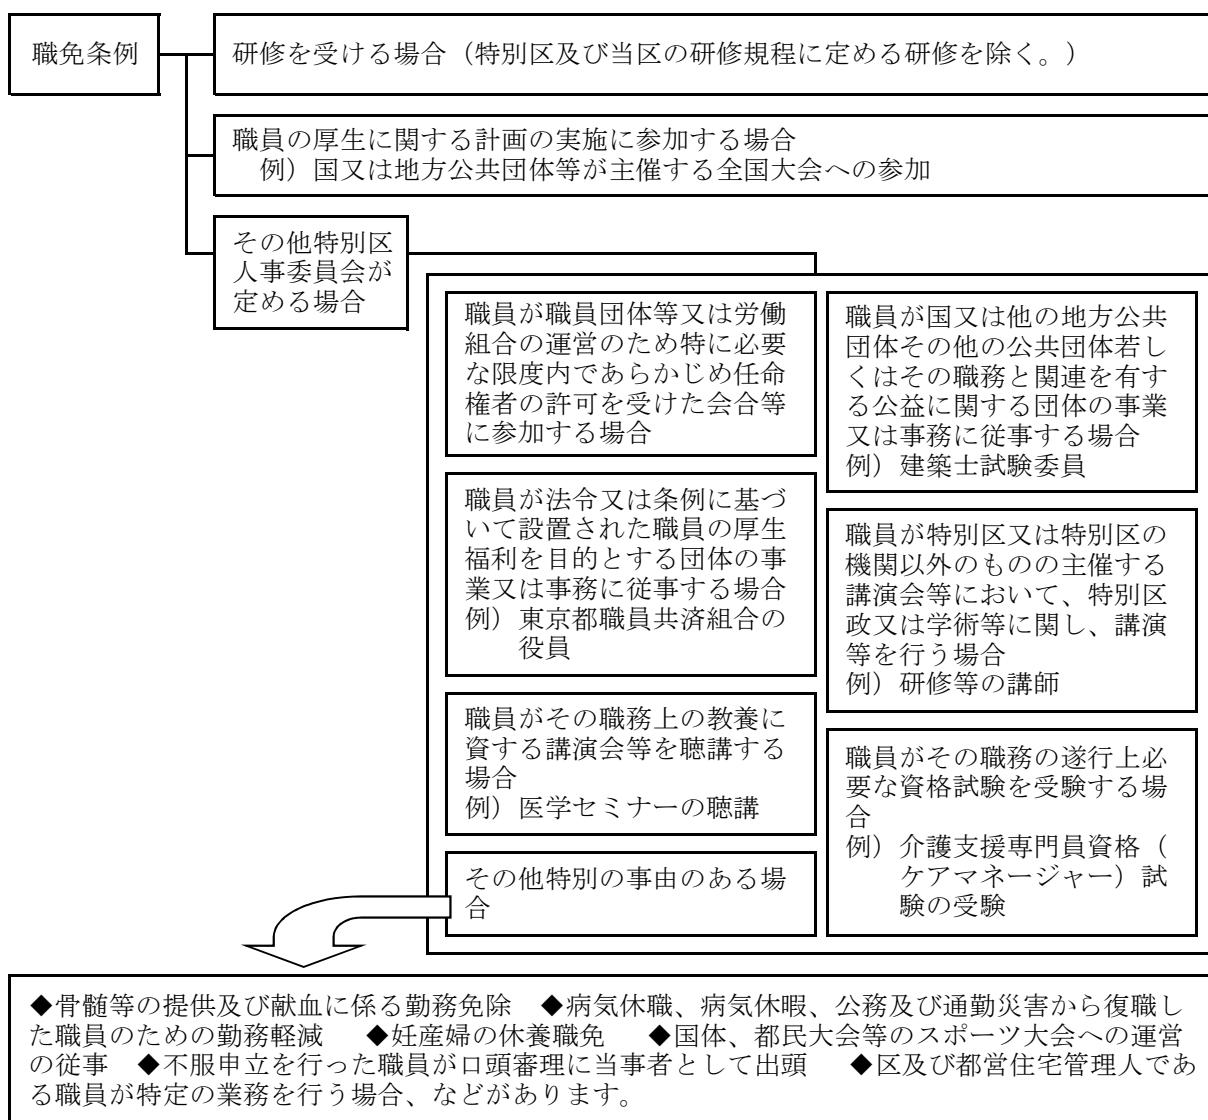 職免条例
研修を受ける場合（特別区及び当区の研修規程に定める研修を除く。）
職員の厚生に関する計画の実施に参加する場合
例）国又は地方公共団体等が主催する全国大会への参加
その他特別区
人事委員会が
定める場合
職員が職員団体等又は労働
組合の運営のため特に必要
な限度内であらかじめ任命
権者の許可を受けた会合等
に参加する場合
職員が国又は他の地方公共
団体その他の公共団体若し
くはその職務と関連を有す
る公益に関する団体の事業
又は事務に従事する場合
例）建築士試験委員
職員が法令又は条例に基づ
いて設置された職員の厚生
福利を目的とする団体の事
業又は事務に従事する場合
例）東京都職員共済組合の
役員
職員が特別区又は特別区の
機関以外のものの主催する
講演会等において、特別区
政又は学術等に関し、講演
等を行う場合
例）研修等の講師
職員がその職務上の教養に
資する講演会等を聴講する
場合
例）医学セミナーの聴講
職員がその職務の遂行上必
要な資格試験を受験する場
合
例）介護支援専門員資格（
ケアマネージャー）試
験の受験
その他特別の事由のある場
合
◆骨髄等の提供及び献血に係る勤務免除　◆病気休職、病気休暇、公務及び通勤災害から復職し
た職員のための勤務軽減　◆妊産婦の休養職免　◆国体、都民大会等のスポーツ大会への運営
の従事　◆不服申立を行った職員が口頭審理に当事者として出頭　◆区及び都営住宅管理人であ
る職員が特定の業務を行う場合、などがあります。